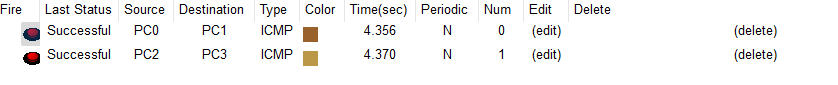 Fire Last Status Source Destination Type Color Time(sec) Periodic Num Edit Delete
Successful PC0 PC1 ICMP 4.356 N 0 (edit) (delete)
Successful PC2 PC3 ICMP 4.370 N 1 (edit) (delete)